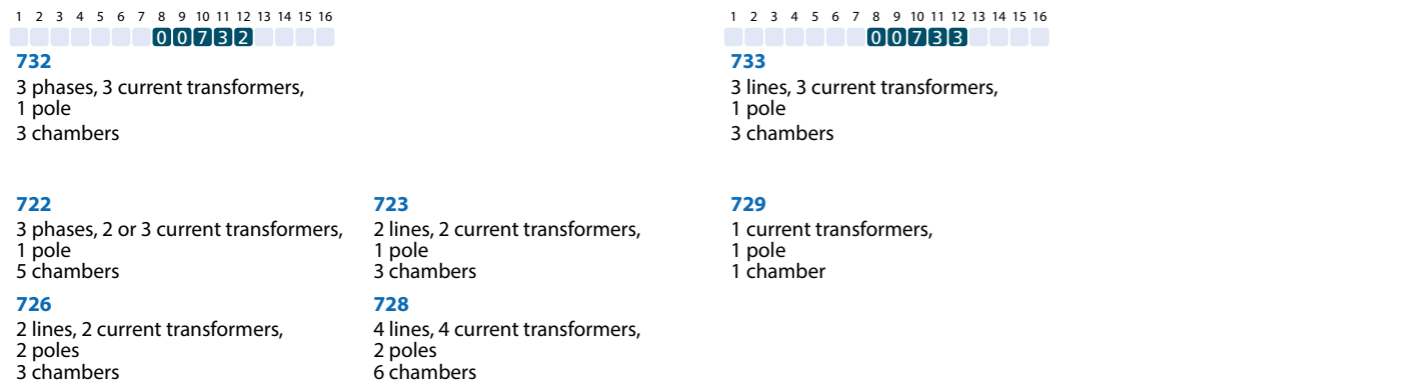 1 2 3 4 5 6 7 8 9 10 11 12 13 14 15 16
0 0 7 3 2
732
3 phases, 3 current transformers,
1 pole
3 chambers
1 2 3 4 5 6 7 8 9 10 11 12 13 14 15 16
0 0 7 3 3
733
3 lines, 3 current transformers,
1 pole
3 chambers
722
3 phases, 2 or 3 current transformers,
1 pole
5 chambers
723
2 lines, 2 current transformers,
1 pole
3 chambers
729
1 current transformers,
1 pole
1 chamber
726
2 lines, 2 current transformers,
2 poles
3 chambers
728
4 lines, 4 current transformers,
2 poles
6 chambers